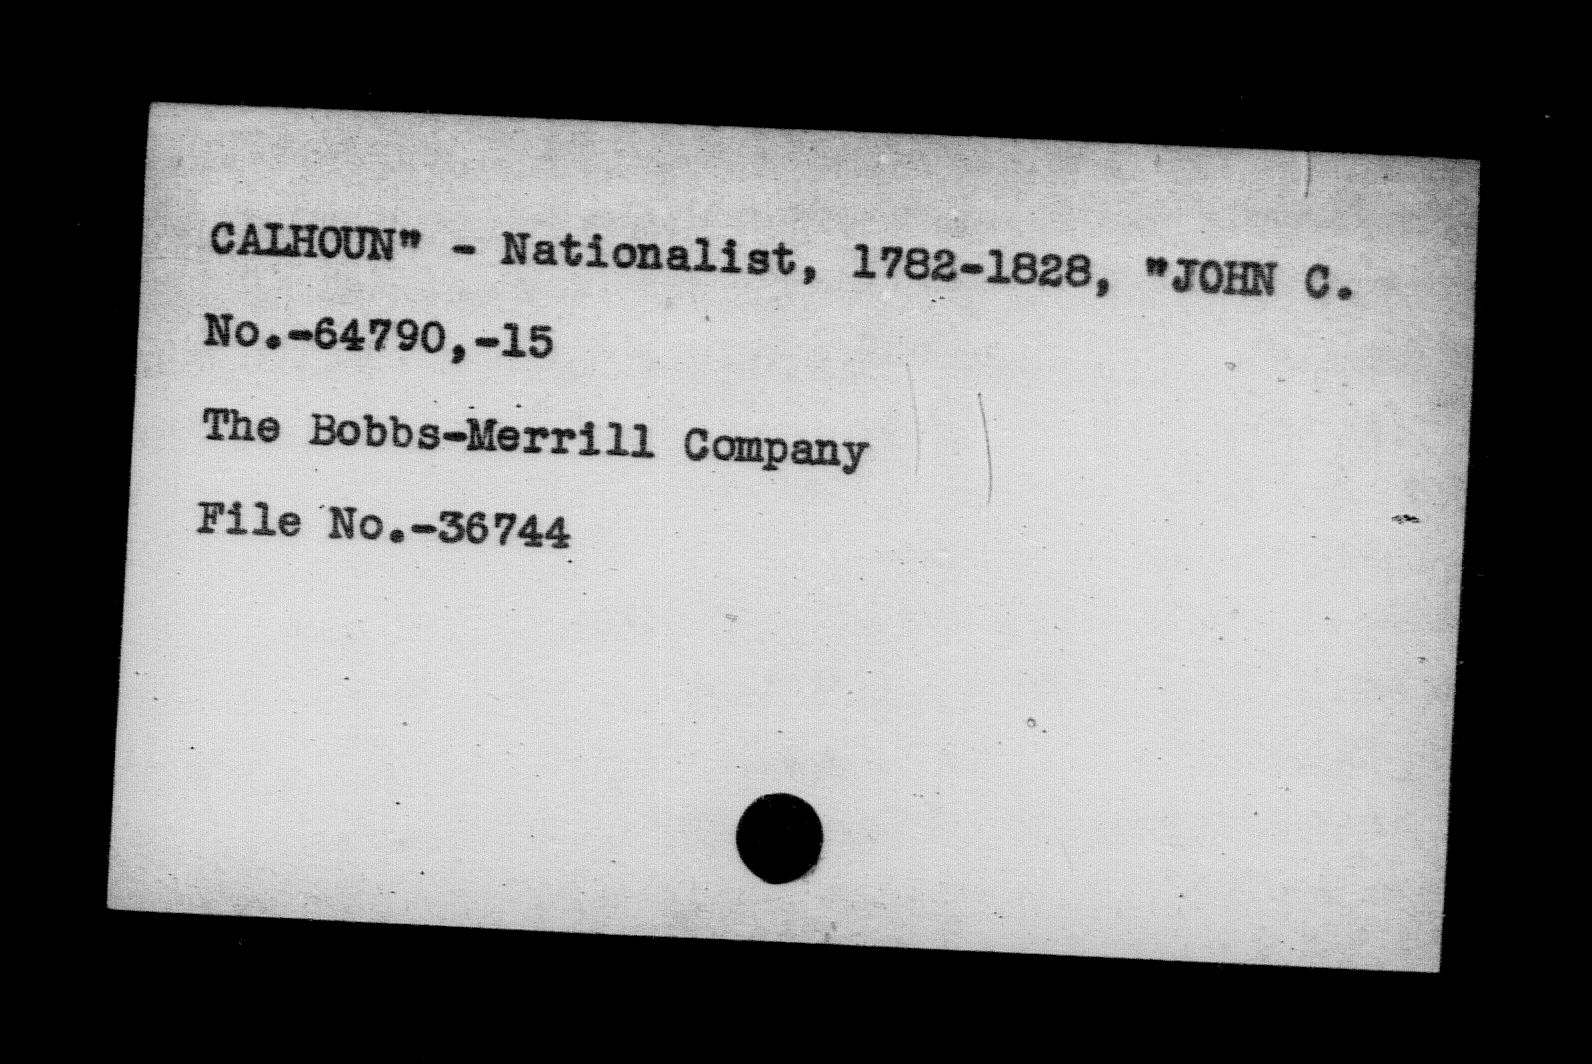 CALHOUN" - Nationalist, 1782-1828, "JOHN C.
No.-64790,-15
The Bobbs-Merrill Company
File No.-36744